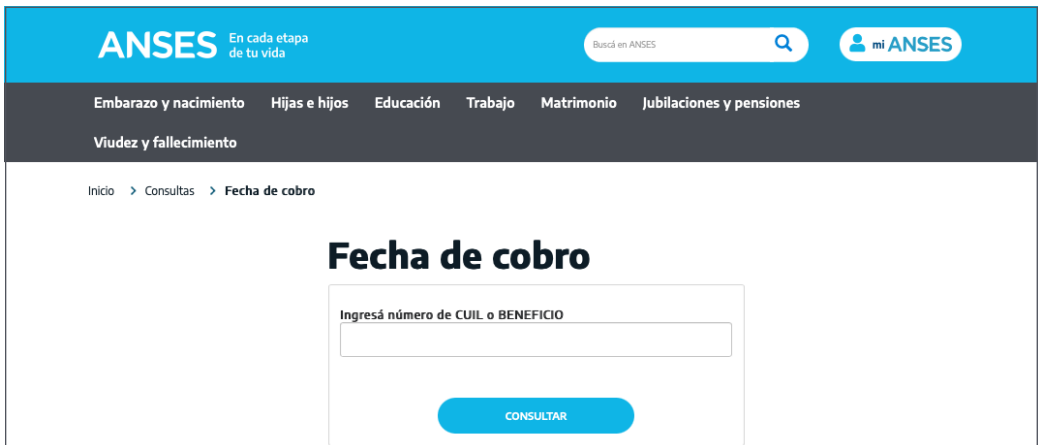 ANSES En cada etapa
de tu vida
Buscá en ANSES
mi ANSES
Embarazo y nacimiento Hijas e hijos Educación Trabajo Matrimonio Jubilaciones y pensiones
Viudez y fallecimiento
Inicio > Consultas > Fecha de cobro
Fecha de cobro
Ingresá número de CUIL o BENEFICIO
CONSULTAR